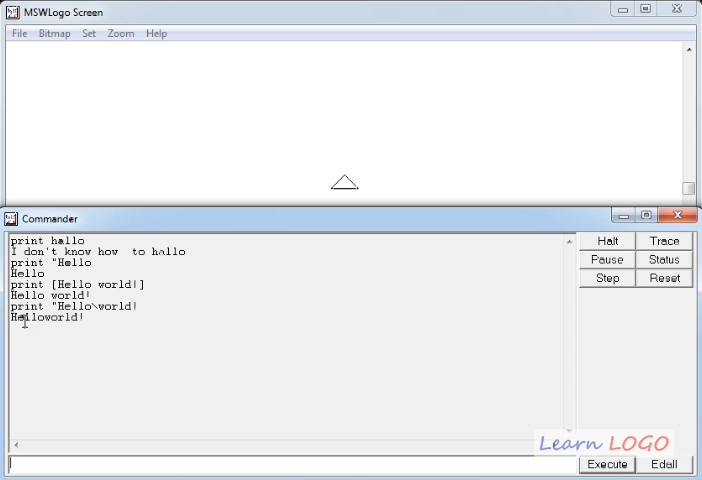 MSWLogo Screen
File Bitmap Set Zoom Help
Commander
print hallo
I don't know how  to hallo
print "Hello
Hello
print [Hello world!]
Hello world!
print "Hello\world!
Helloworld!
Halt Trace
Pause Status
Step Reset
Learn LOGO
Execute Edall